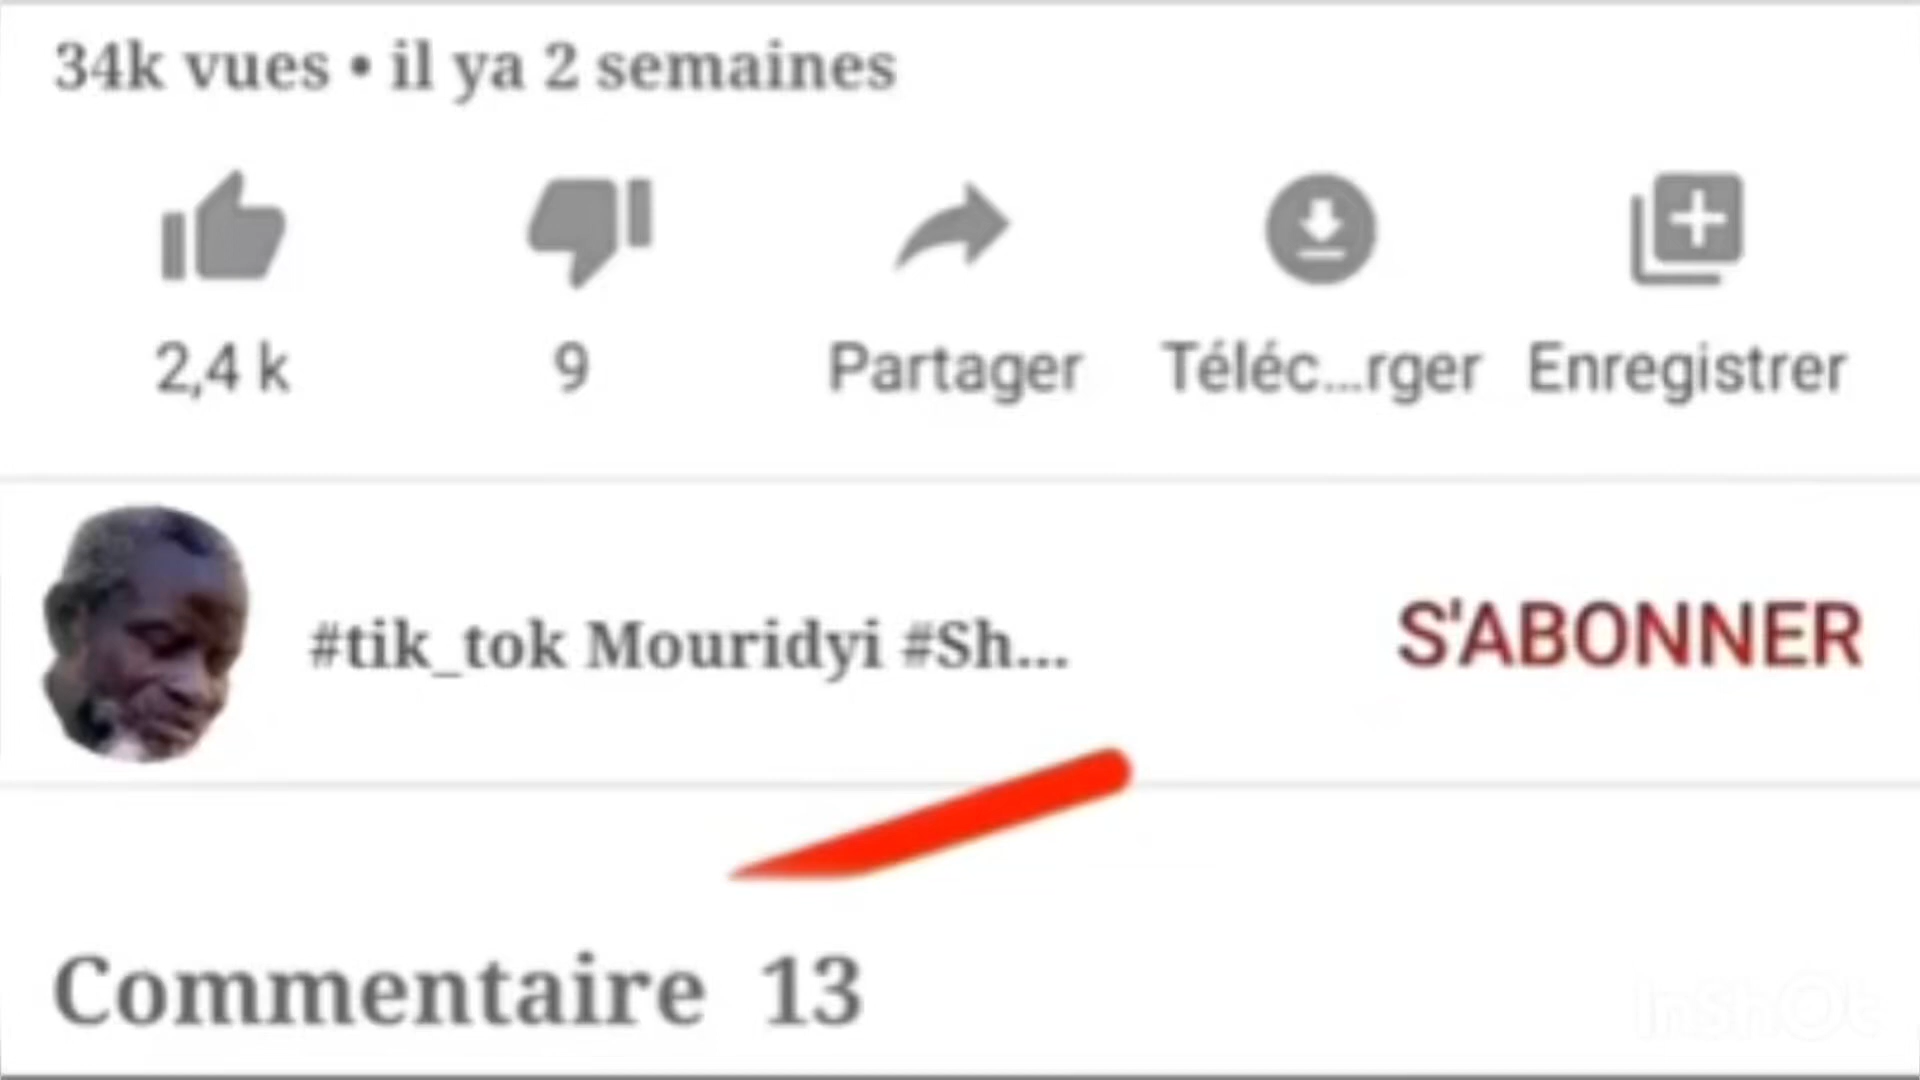 34k vues • il ya 2 semaines
2,4 k 9 Partager Téléc...rger Enregistrer
#tik_tok Mouridyi #Sh... S'ABONNER
Commentaire 13
InShOt